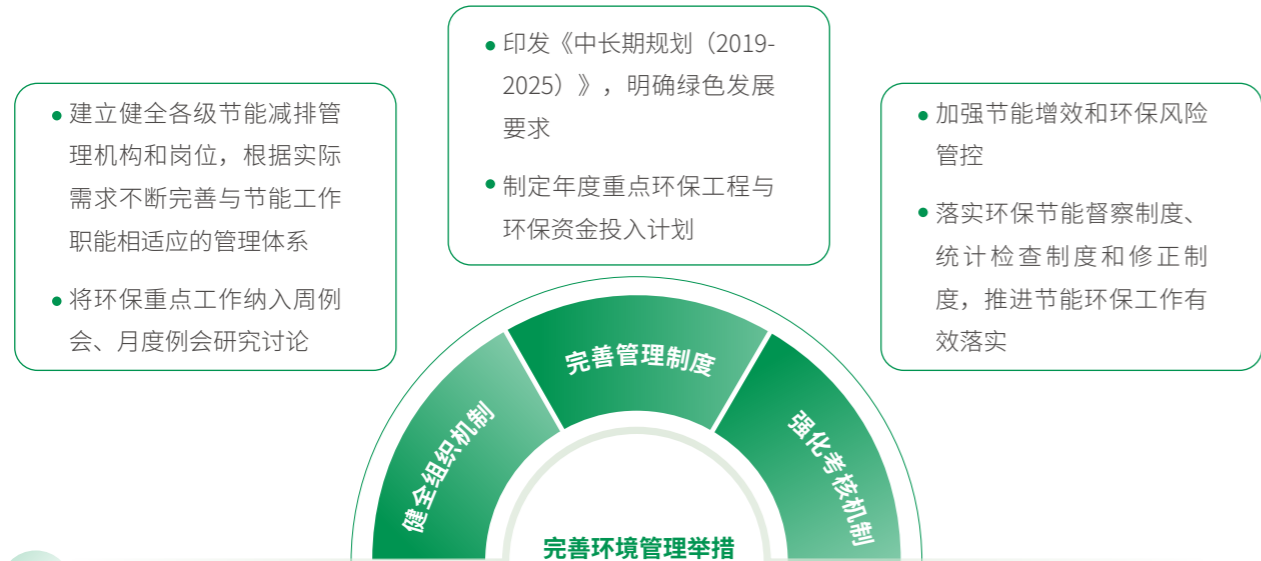 建立健全各级节能减排管
理机构和岗位，根据实际
需求不断完善与节能工作
职能相适应的管理体系
将环保重点工作纳入周例
会、月度例会研究讨论
印发《中长期规划（2019-
2025）》，明确绿色发展
要求
制定年度重点环保工程与
环保资金投入计划
加强节能增效和环保风险
管控
落实环保节能督察制度、
统计检查制度和修正制
度，推进节能环保工作有
效落实
健全组织机制
完善管理制度
强化考核机制
完善环境管理举措